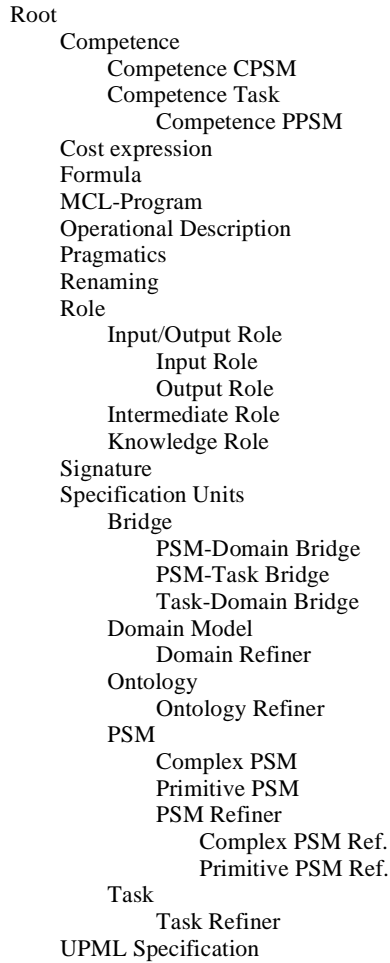 Root
Competence
Competence CPSM
Competence Task
Competence PPSM
Cost expression
Formula
MCL-Program
Operational Description
Pragmatics
Renaming
Role
Input/Output Role
Input Role
Output Role
Intermediate Role
Knowledge Role
Signature
Specification Units
Bridge
PSM-Domain Bridge
PSM-Task Bridge
Task-Domain Bridge
Domain Model
Domain Refiner
Ontology
Ontology Refiner
PSM
Complex PSM
Primitive PSM
PSM Refiner
Complex PSM Ref.
Primitive PSM Ref.
Task
Task Refiner
UPML Specification